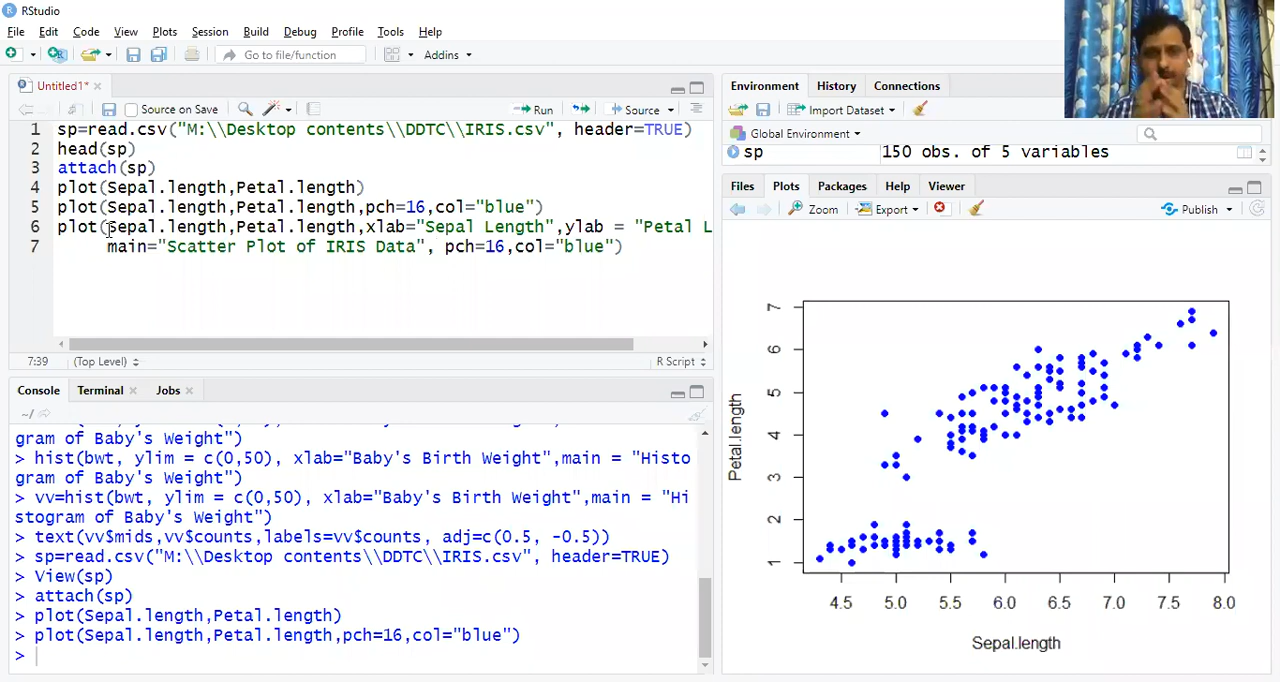 RStudio
File Edit Code View Plots Session Build Debug Profile Tools Help
Go to file/function Addins
Untitled1*
Source on Save Run Source
1 sp=read.csv("M:\\Desktop contents\\DDTC\\IRIS.csv", header=TRUE)
2 head(sp)
3 attach(sp)
4 plot(Sepal.length,Petal.length)
5 plot(Sepal.length,Petal.length,pch=16,col="blue")
6 plot(Sepal.length,Petal.length,xlab="Sepal Length",ylab = "Petal L
7 main="Scatter Plot of IRIS Data", pch=16,col="blue")
7:39 (Top Level) R Script
Console Terminal Jobs
~/
gram of Baby's Weight")
> hist(bwt, ylim = c(0,50), xlab="Baby's Birth Weight",main = "Histo
gram of Baby's Weight")
> vv=hist(bwt, ylim = c(0,50), xlab="Baby's Birth Weight",main = "Hi
stogram of Baby's Weight")
> text(vv$mids,vv$counts,labels=vv$counts, adj=c(0.5, -0.5))
> sp=read.csv("M:\\Desktop contents\\DDTC\\IRIS.csv", header=TRUE)
> View(sp)
> attach(sp)
> plot(Sepal.length,Petal.length)
> plot(Sepal.length,Petal.length,pch=16,col="blue")
>
Environment History Connections
Import Dataset
Global Environment
sp 150 obs. of 5 variables
Files Plots Packages Help Viewer
Zoom Export Publish
Petal.length
7
6
5
4
3
2
1
4.5 5.0 5.5 6.0 6.5 7.0 7.5 8.0
Sepal.length